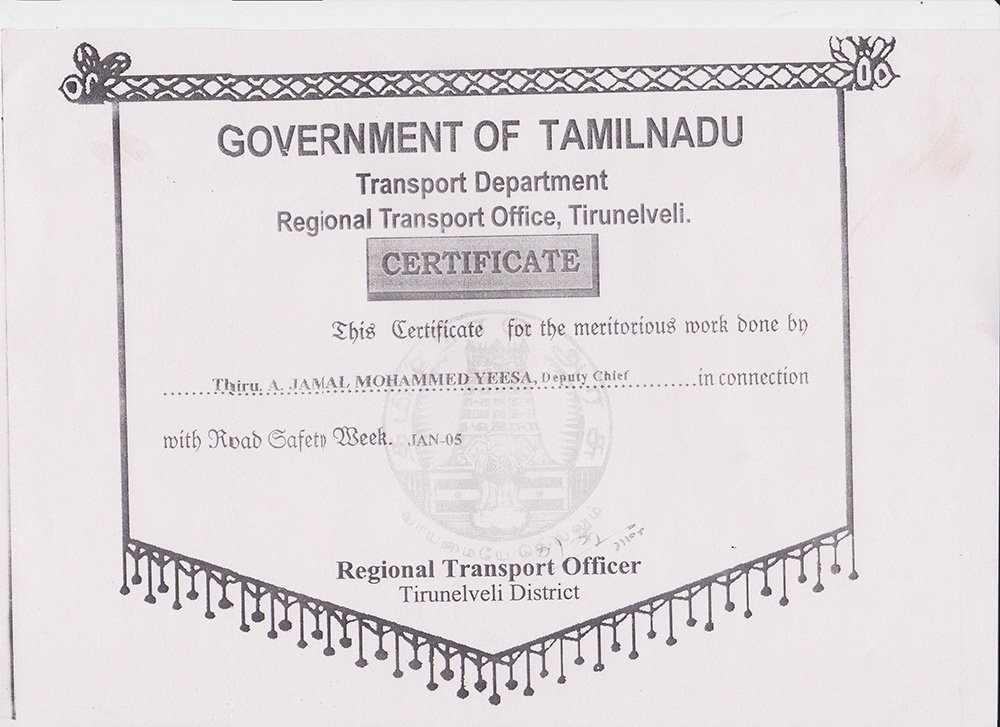 GOVERNMENT OF TAMILNADU
Transport Department
Regional Transport Office, Tirunelveli.
CERTIFICATE
This Certificate for the meritorious work done by
Thiru. A. JAMAL MOHAMMED YEESA, Deputy Chief in connection
with Road Safety Week. JAN-05
Regional Transport Officer
Tirunelveli District